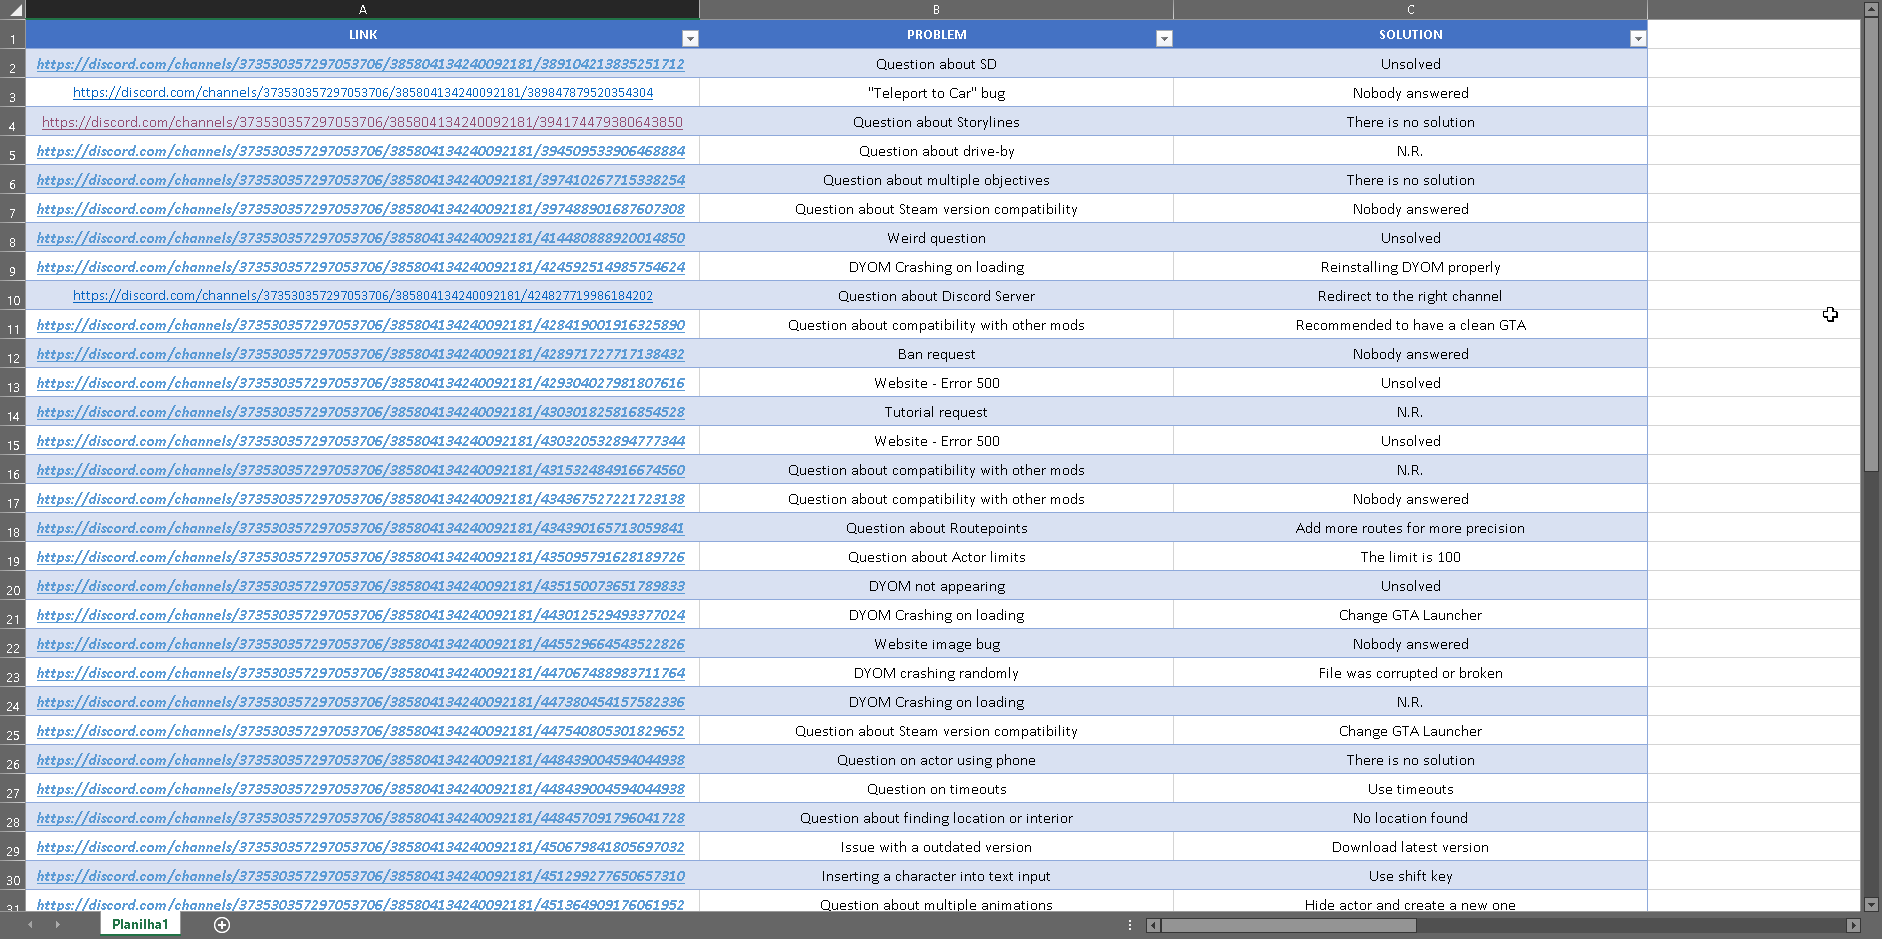 A B C
1 LINK PROBLEM SOLUTION
2 https://discord.com/channels/373530357297053706/385804134240092181/389104213835251712 Question about SD Unsolved
3 https://discord.com/channels/373530357297053706/385804134240092181/389847879520354304 "Teleport to Car" bug Nobody answered
4 https://discord.com/channels/373530357297053706/385804134240092181/394174479380643850 Question about Storylines There is no solution
5 https://discord.com/channels/373530357297053706/385804134240092181/394509533906468884 Question about drive-by N.R.
6 https://discord.com/channels/373530357297053706/385804134240092181/397410267715338254 Question about multiple objectives There is no solution
7 https://discord.com/channels/373530357297053706/385804134240092181/397488901687607308 Question about Steam version compatibility Nobody answered
8 https://discord.com/channels/373530357297053706/385804134240092181/414480888920014850 Weird question Unsolved
9 https://discord.com/channels/373530357297053706/385804134240092181/424592514985754624 DYOM Crashing on loading Reinstalling DYOM properly
10 https://discord.com/channels/373530357297053706/385804134240092181/424827719986184202 Question about Discord Server Redirect to the right channel
11 https://discord.com/channels/373530357297053706/385804134240092181/428419001916325890 Question about compatibility with other mods Recommended to have a clean GTA
12 https://discord.com/channels/373530357297053706/385804134240092181/428971727717138432 Ban request Nobody answered
13 https://discord.com/channels/373530357297053706/385804134240092181/429304027981807616 Website - Error 500 Unsolved
14 https://discord.com/channels/373530357297053706/385804134240092181/430301825816854528 Tutorial request N.R.
15 https://discord.com/channels/373530357297053706/385804134240092181/430320532894777344 Website - Error 500 Unsolved
16 https://discord.com/channels/373530357297053706/385804134240092181/431532484916674560 Question about compatibility with other mods N.R.
17 https://discord.com/channels/373530357297053706/385804134240092181/434367527221723138 Question about compatibility with other mods Nobody answered
18 https://discord.com/channels/373530357297053706/385804134240092181/434390165713059841 Question about Routepoints Add more routes for more precision
19 https://discord.com/channels/373530357297053706/385804134240092181/435095791628189726 Question about Actor limits The limit is 100
20 https://discord.com/channels/373530357297053706/385804134240092181/435150073651789833 DYOM not appearing Unsolved
21 https://discord.com/channels/373530357297053706/385804134240092181/443012529493377024 DYOM Crashing on loading Change GTA Launcher
22 https://discord.com/channels/373530357297053706/385804134240092181/445529664543522826 Website image bug Nobody answered
23 https://discord.com/channels/373530357297053706/385804134240092181/447067488983711764 DYOM crashing randomly File was corrupted or broken
24 https://discord.com/channels/373530357297053706/385804134240092181/447380454157582336 DYOM Crashing on loading N.R.
25 https://discord.com/channels/373530357297053706/385804134240092181/447540805301829652 Question about Steam version compatibility Change GTA Launcher
26 https://discord.com/channels/373530357297053706/385804134240092181/448439004594044938 Question on actor using phone There is no solution
27 https://discord.com/channels/373530357297053706/385804134240092181/448439004594044938 Question on timeouts Use timeouts
28 https://discord.com/channels/373530357297053706/385804134240092181/448457091796041728 Question about finding location or interior No location found
29 https://discord.com/channels/373530357297053706/385804134240092181/450679841805697032 Issue with a outdated version Download latest version
30 https://discord.com/channels/373530357297053706/385804134240092181/451299277650657310 Inserting a character into text input Use shift key
31 https://discord.com/channels/373530357297053706/385804134240092181/451364909176061952 Question about multiple animations Hide actor and create a new one
Planilha1